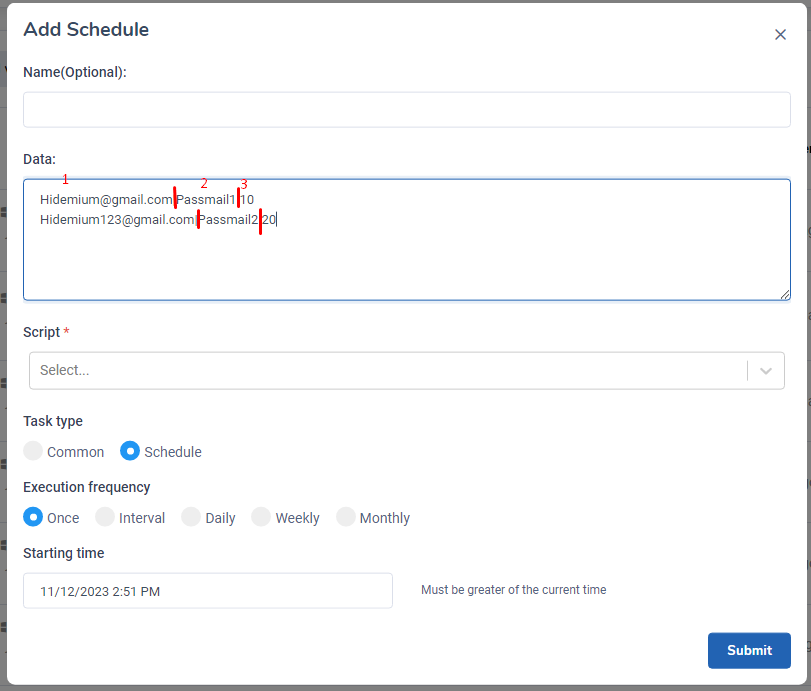 Add Schedule
Name(Optional):
Data:
1 2 3
Hidemium@gmail.com|Passmail1|10
Hidemium123@gmail.com|Passmail2|20
Script *
Select...
Task type
Common Schedule
Execution frequency
Once Interval Daily Weekly Monthly
Starting time
11/12/2023 2:51 PM Must be greater of the current time
Submit